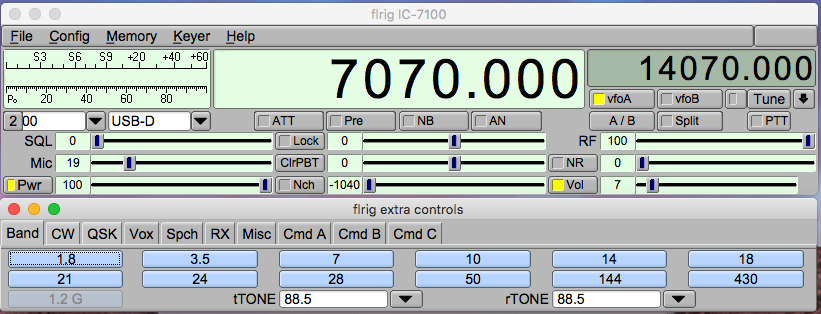 flrig IC-7100
File Config Memory Keyer Help
S3 S6 S9 +20 +40 +60
Po 20 40 60 80
7070.000
14070.000
vfoA vfoB Tune
2 00 USB-D ATT Pre NB AN A / B Split PTT
SQL 0 Lock 0 RF 100
Mic 19 ClrPBT 0 NR 0
Pwr 100 Nch -1040 Vol 7
flrig extra controls
Band CW QSK Vox Spch RX Misc Cmd A Cmd B Cmd C
1.8 3.5 7 10 14 18
21 24 28 50 144 430
1.2 G tTONE 88.5 rTONE 88.5